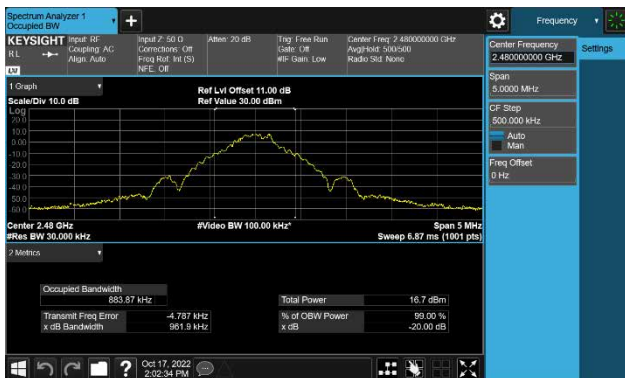 Spectrum Analyzer 1
Occupied BW
+
Frequency
KEYSIGHT
RL
Input: RF
Coupling: AC
Align: Auto
Input Z: 50 Ω
Corrections: Off
Freq Ref: Int (S)
NFE: Off
Atten: 20 dB
Trig: Free Run
Gate: Off
#IF Gain: Low
Center Freq: 2.480000000 GHz
Avg|Hold: 500/500
Radio Std: None
LXI
Center Frequency
2.480000000 GHz
Settings
Span
5.0000 MHz
CF Step
500.000 kHz
Auto
Man
Freq Offset
0 Hz
1 Graph
Scale/Div 10.0 dB
Ref Lvl Offset 11.00 dB
Ref Value 30.00 dBm
Log
20.0
10.0
0.00
-10.0
-20.0
-30.0
-40.0
-50.0
-60.0
Center 2.48 GHz
#Res BW 30.000 kHz
#Video BW 100.00 kHz*
Span 5 MHz
Sweep 6.87 ms (1001 pts)
2 Metrics
Occupied Bandwidth
883.87 kHz
Total Power 16.7 dBm
Transmit Freq Error -4.787 kHz
% of OBW Power 99.00 %
x dB Bandwidth 961.9 kHz
x dB -20.00 dB
?
Oct 17, 2022
2:02:34 PM